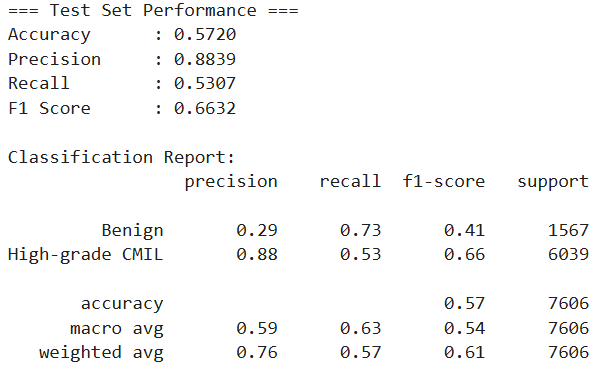 === Test Set Performance ===
Accuracy : 0.5720
Precision : 0.8839
Recall : 0.5307
F1 Score : 0.6632
Classification Report:
precision recall f1-score support
Benign 0.29 0.73 0.41 1567
High-grade CMIL 0.88 0.53 0.66 6039
accuracy 0.57 7606
macro avg 0.59 0.63 0.54 7606
weighted avg 0.76 0.57 0.61 7606